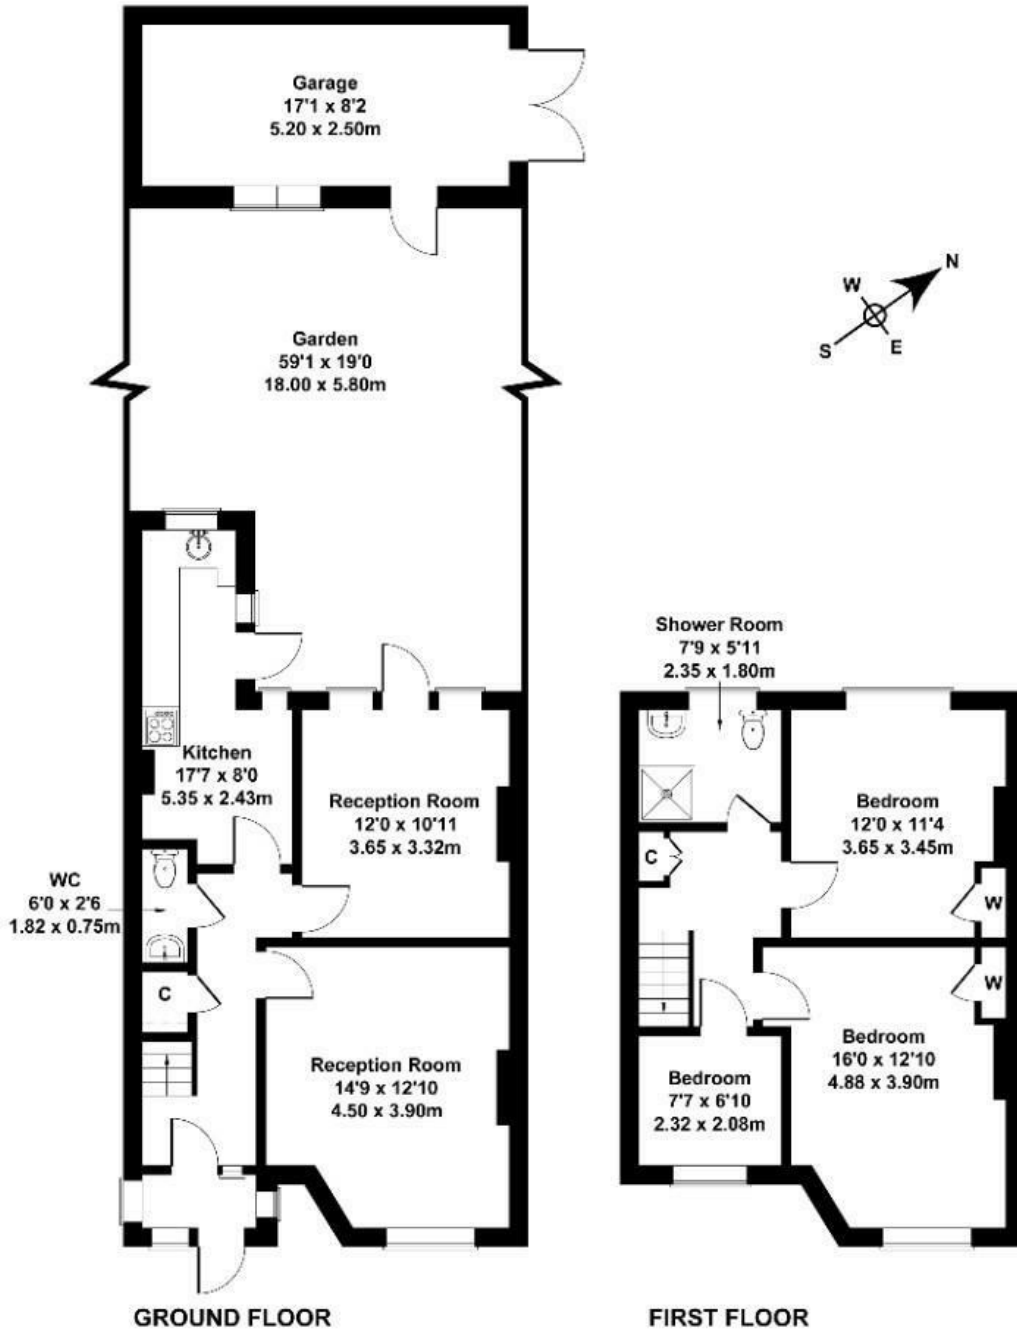 Garage
17'1 x 8'2
5.20 x 2.50m
N
W
E
S
Garden
59'1 x 19'0
18.00 x 5.80m
Shower Room
7'9 x 5'11
2.35 x 1.80m
Kitchen
17'7 x 8'0
5.35 x 2.43m
Reception Room
12'0 x 10'11
3.65 x 3.32m
Bedroom
12'0 x 11'4
3.65 x 3.45m
C
WC
6'0 x 2'6
1.82 x 0.75m
W
C
W
Reception Room
14'9 x 12'10
4.50 x 3.90m
Bedroom
16'0 x 12'10
4.88 x 3.90m
Bedroom
7'7 x 6'10
2.32 x 2.08m
GROUND FLOOR
FIRST FLOOR